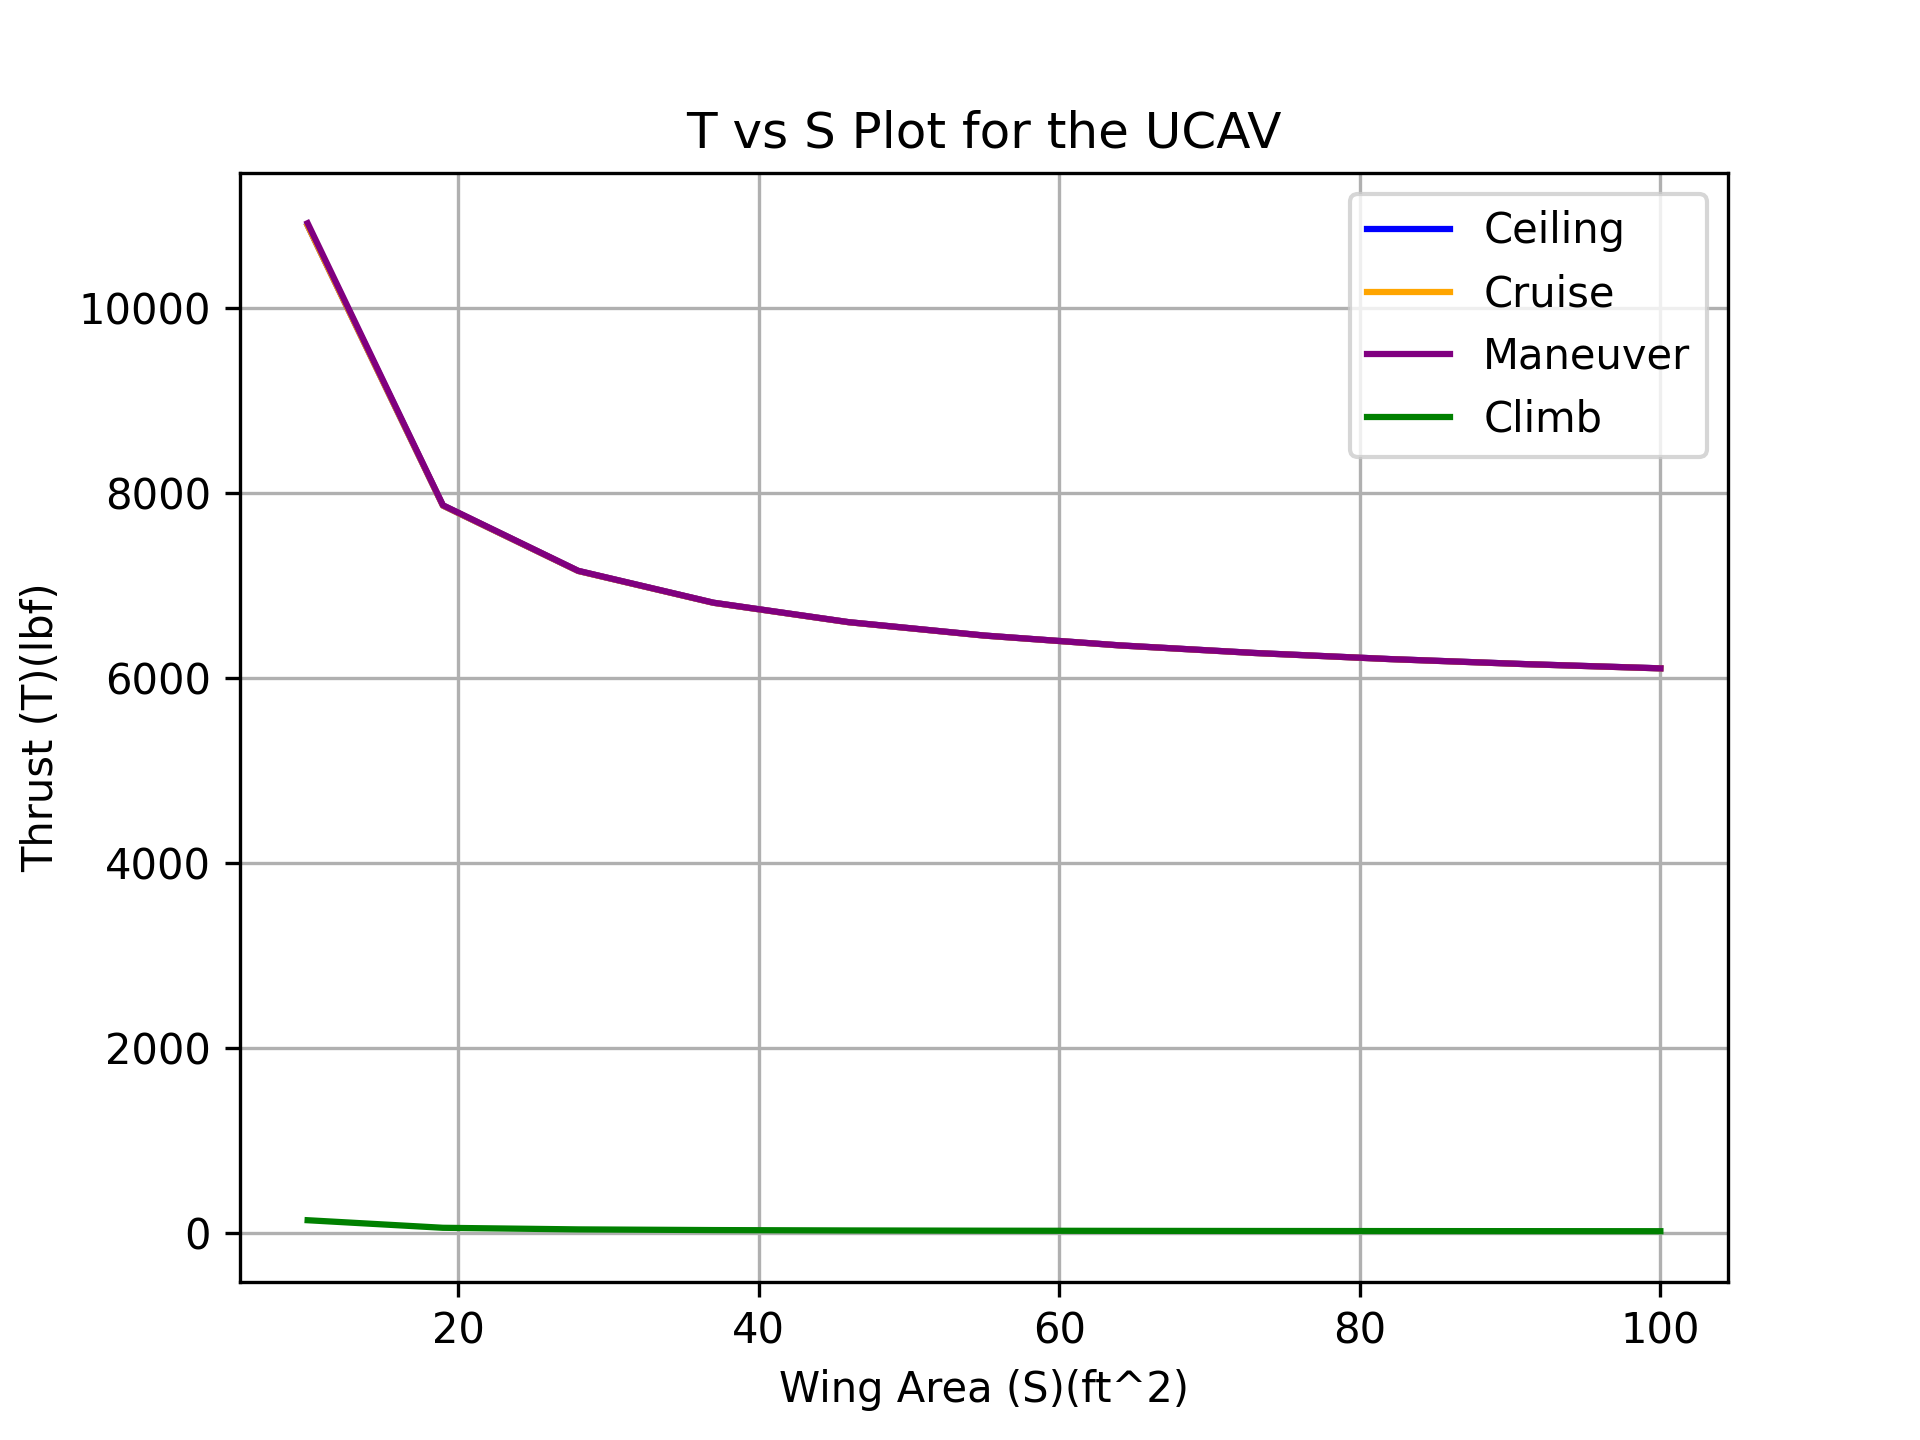 T vs S Plot for the UCAV
Ceiling
Cruise
Maneuver
Climb
10000
8000
6000
4000
2000
0
Thrust (T)(lbf)
20 40 60 80 100
Wing Area (S)(ft^2)